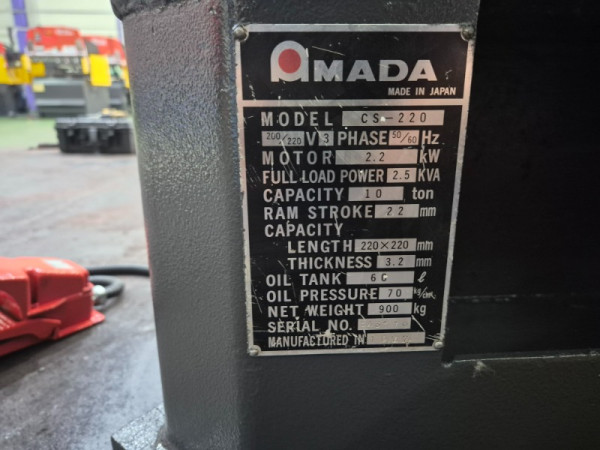 AMADA
MADE IN JAPAN
MODEL CS-220
200/220 V 3 PHASE 50/60 Hz
MOTOR 2.2 kW
FULL LOAD POWER 2.5 KVA
CAPACITY 10 ton
RAM STROKE 22 mm
CAPACITY
LENGTH 220×220 mm
THICKNESS 3.2 mm
OIL TANK ℓ
OIL PRESSURE 70 kg/cm²
NET WEIGHT 900 kg
SERIAL NO.
MANUFACTURED IN